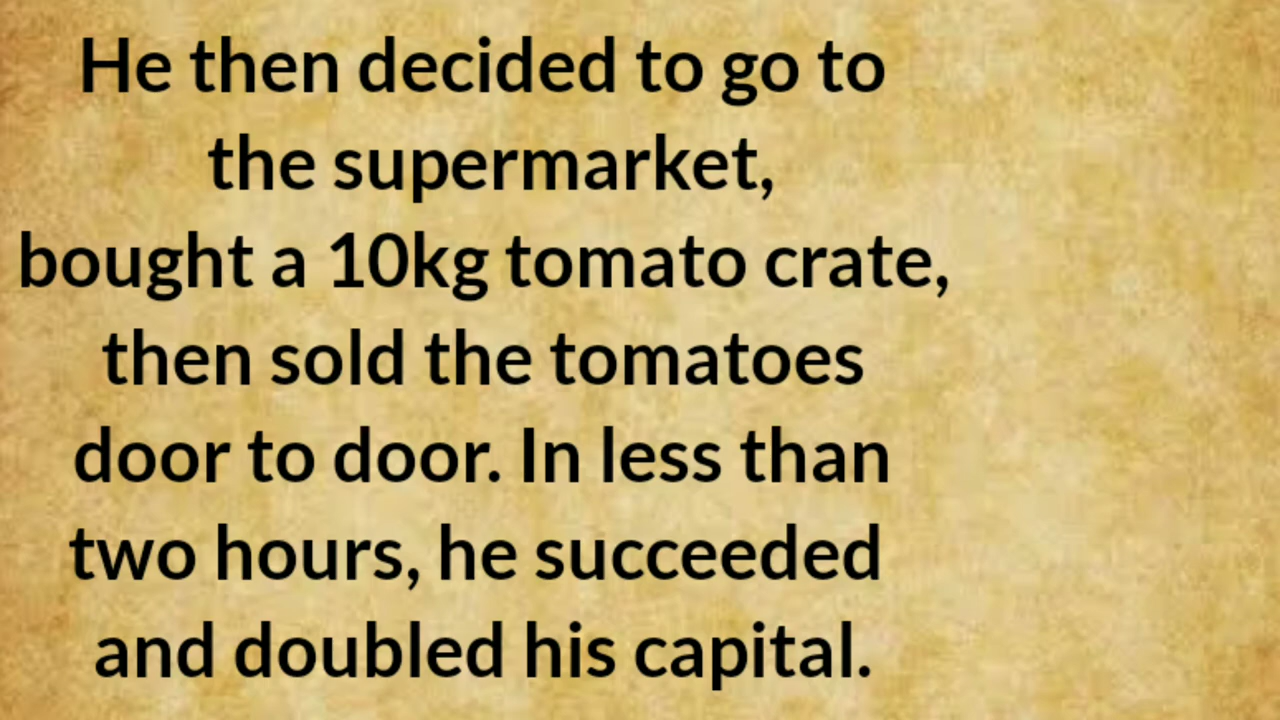 He then decided to go to
the supermarket,
bought a 10kg tomato crate,
then sold the tomatoes
door to door. In less than
two hours, he succeeded
and doubled his capital.